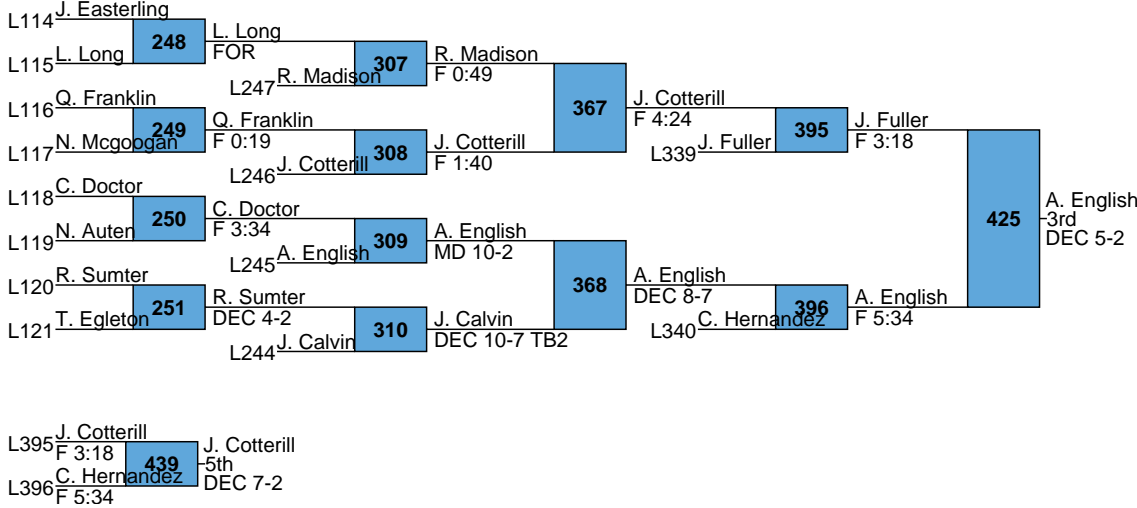 L114 J. Easterling
248
L. Long
FOR
L115 L. Long
307
R. Madison
F 0:49
L247 R. Madison
367
J. Cotterill
F 4:24
L116 Q. Franklin
249
Q. Franklin
F 0:19
L117 N. Mcgoogan
308
J. Cotterill
F 1:40
L246 J. Cotterill
395
J. Fuller
F 3:18
L339 J. Fuller
L118 C. Doctor
250
C. Doctor
F 3:34
L119 N. Auten
309
A. English
MD 10-2
L245 A. English
425
A. English
3rd
DEC 5-2
368
A. English
DEC 8-7
L120 R. Sumter
251
R. Sumter
DEC 4-2
L121 T. Egleton
310
J. Calvin
DEC 10-7 TB2
L244 J. Calvin
396
A. English
F 5:34
L340 C. Hernandez
L395 J. Cotterill
F 3:18
439
J. Cotterill
5th
DEC 7-2
L396 C. Hernandez
F 5:34